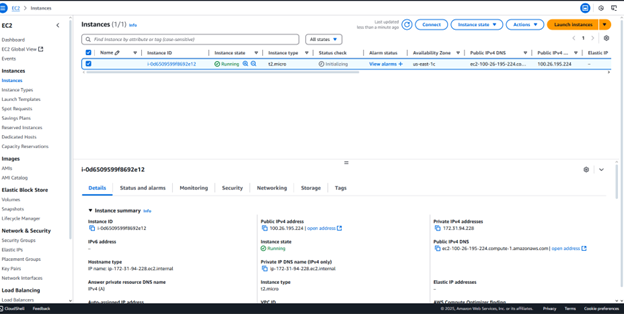 EC2 > Instances
EC2
Dashboard
EC2 Global View
Events
Instances
Instances
Instance Types
Launch Templates
Spot Requests
Savings Plans
Reserved Instances
Dedicated Hosts
Capacity Reservations
Images
AMIs
AMI Catalog
Elastic Block Store
Volumes
Snapshots
Lifecycle Manager
Network & Security
Security Groups
Elastic IPs
Placement Groups
Key Pairs
Network Interfaces
Load Balancing
Load Balancers
Instances (1/1) Info
Last updated
less than a minute ago
Connect
Instance state
Actions
Launch instances
Find Instance by attribute or tag (case-sensitive)
All states
1
Name Instance ID Instance state Instance type Status check Alarm status Availability Zone Public IPv4 DNS Public IPv4 ... Elastic IP
i-0d6509599f8692e12 Running t2.micro Initializing View alarms + us-east-1c ec2-100-26-195-224.co... 100.26.195.224 –
i-0d6509599f8692e12
Details Status and alarms Monitoring Security Networking Storage Tags
Instance summary Info
Instance ID
i-0d6509599f8692e12
Public IPv4 address
100.26.195.224 | open address
Private IPv4 addresses
172.31.94.228
IPv6 address
–
Instance state
Running
Public IPv4 DNS
ec2-100-26-195-224.compute-1.amazonaws.com | open address
Hostname type
IP name: ip-172-31-94-228.ec2.internal
Private IP DNS name (IPv4 only)
ip-172-31-94-228.ec2.internal
Answer private resource DNS name
IPv4 (A)
Instance type
t2.micro
Elastic IP addresses
–
Auto-assigned IP address
VPC ID
AWS Compute Optimizer finding
CloudShell Feedback
© 2025, Amazon Web Services, Inc. or its affiliates. Privacy Terms Cookie preferences